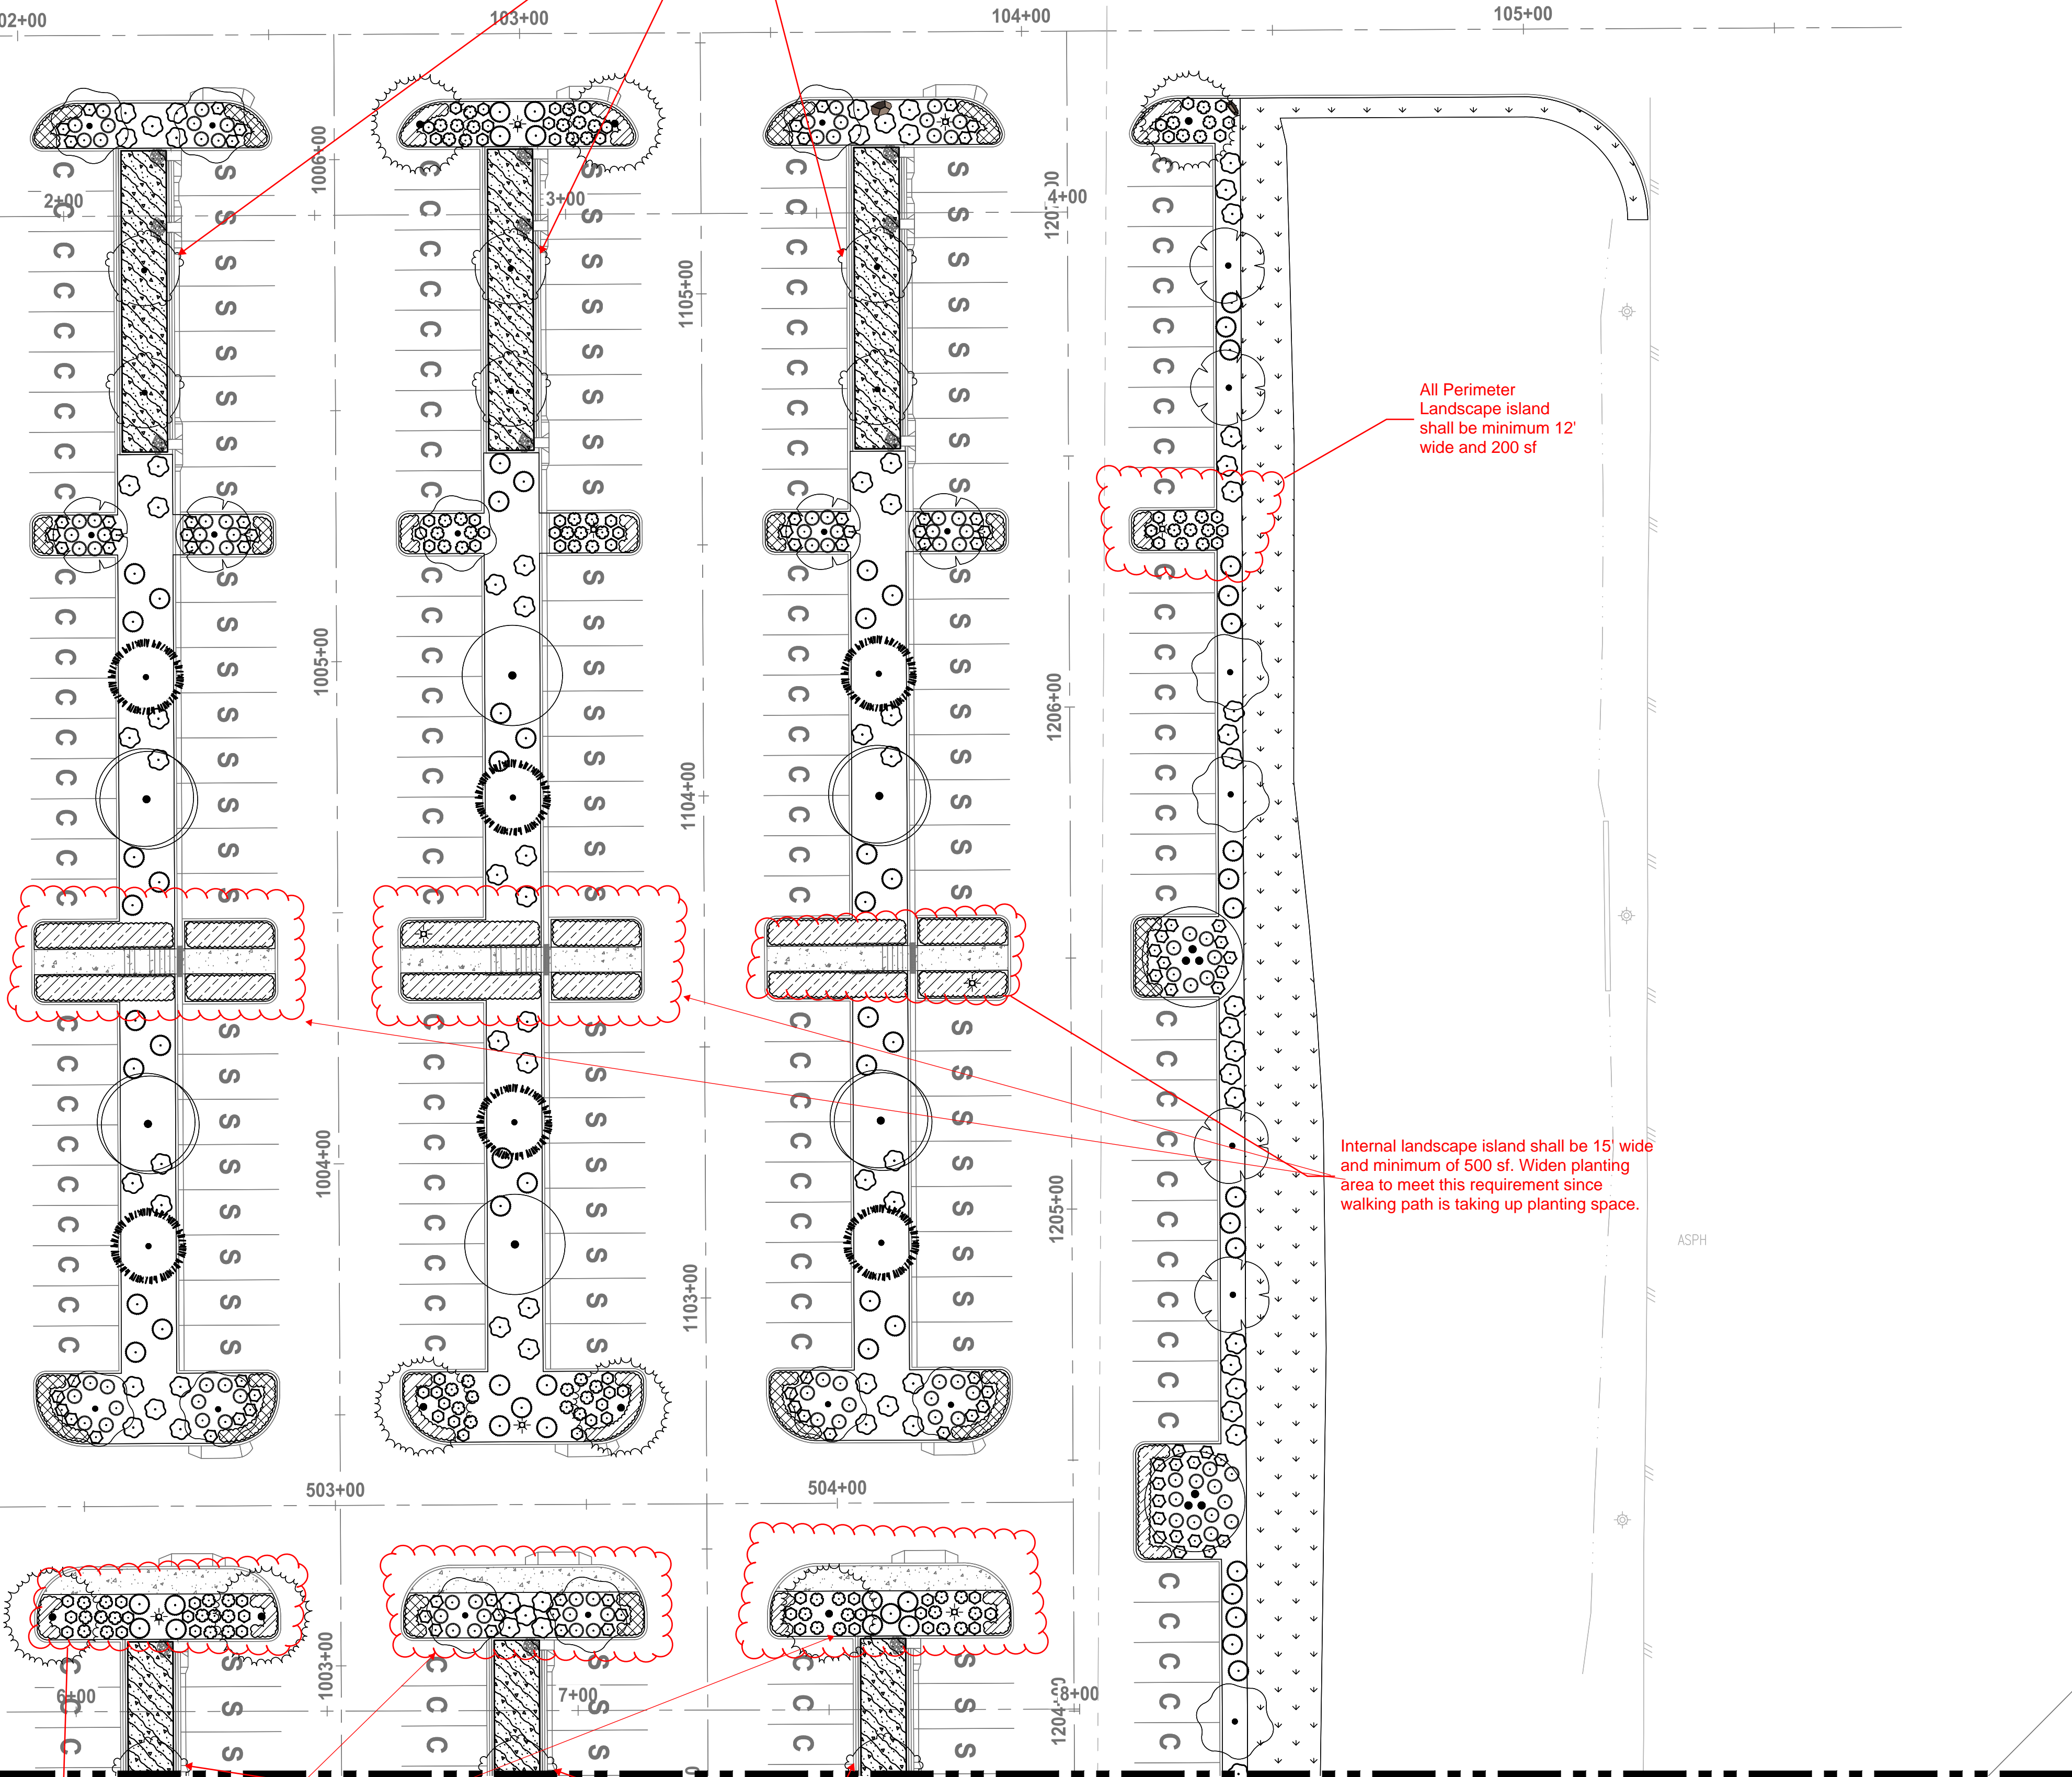 02+00
103+00
104+00
105+00
1006+00
2+00
3+00
4+00
1105+00
All Perimeter
Landscape island
shall be minimum 12'
wide and 200 sf
1005+00
1206+00
1104+00
Internal landscape island shall be 15' wide
and minimum of 500 sf. Widen planting
area to meet this requirement since
walking path is taking up planting space.
1004+00
1205+00
ASPH
1103+00
503+00
504+00
1003+00
6+00
7+00
8+00
C
S